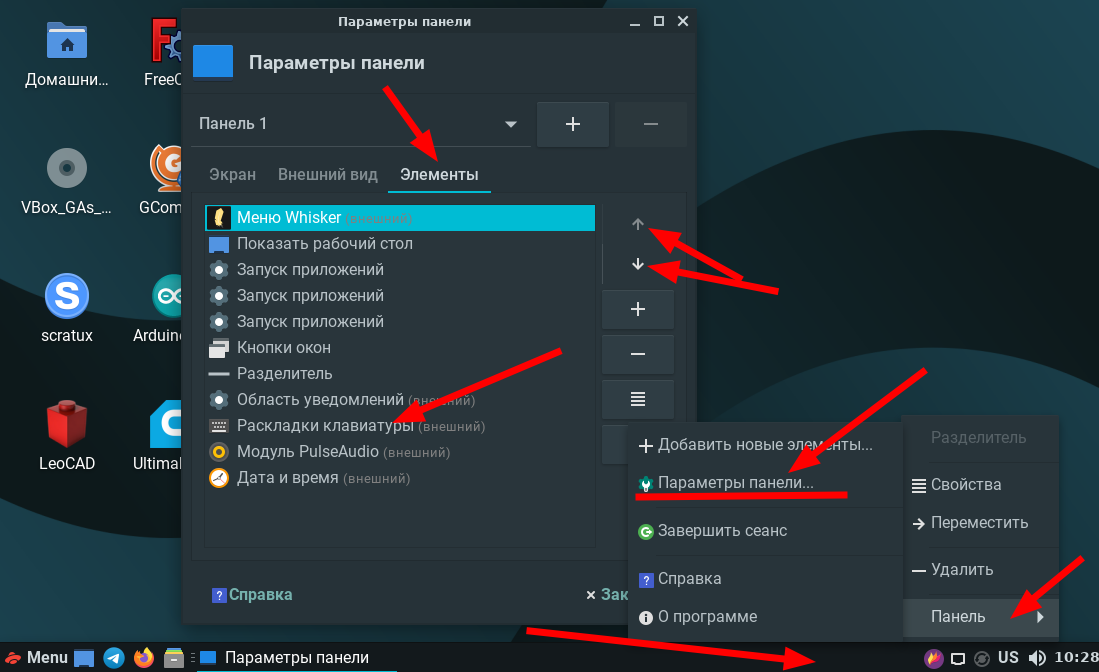 Параметры панели
Параметры панели
Домашни...
FreeC
Панель 1
Экран
Внешний вид
Элементы
VBox_GAs_...
GCom
Меню Whisker (внешний)
Показать рабочий стол
Запуск приложений
Запуск приложений
Запуск приложений
Кнопки окон
Разделитель
Область уведомлений (внешний)
Раскладки клавиатуры (внешний)
Модуль PulseAudio (внешний)
Дата и время (внешний)
scratux
Arduino
LeoCAD
Ultimal
Справка
Зак
Добавить новые элементы...
Параметры панели...
Завершить сеанс
Справка
О программе
Разделитель
Свойства
Переместить
Удалить
Панель
Menu
Параметры панели
US
10:28